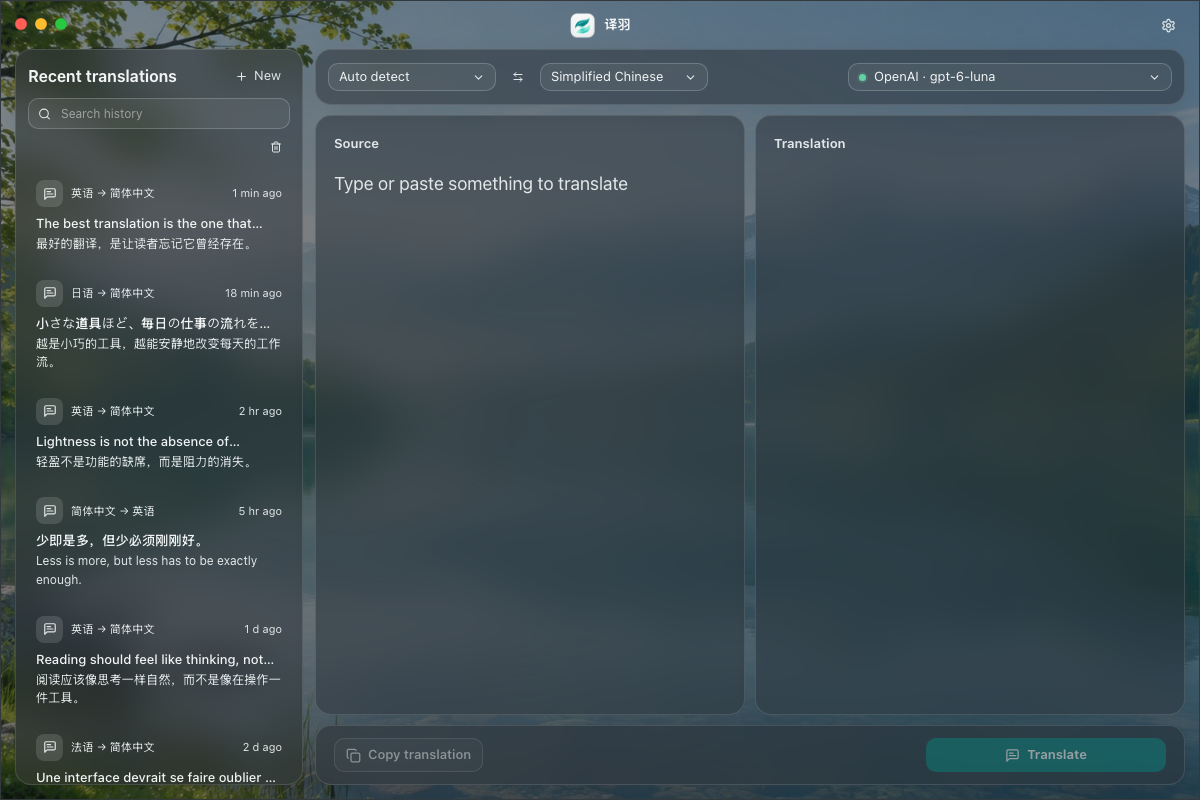 译羽
Recent translations
New
Search history
英语 → 简体中文
1 min ago
The best translation is the one that...
最好的翻译，是让读者忘记它曾经存在。
日语 → 简体中文
18 min ago
小さな道具ほど、毎日の仕事の流れを...
越是小巧的工具，越能安静地改变每天的工作
流。
英语 → 简体中文
2 hr ago
Lightness is not the absence of...
轻盈不是功能的缺席，而是阻力的消失。
简体中文 → 英语
5 hr ago
少即是多，但少必须刚刚好。
Less is more, but less has to be exactly
enough.
英语 → 简体中文
1 d ago
Reading should feel like thinking, not...
阅读应该像思考一样自然，而不是像在操作一
件工具。
法语 → 简体中文
2 d ago
Une interface devrait se faire oublier ...
Auto detect
Simplified Chinese
OpenAI · gpt-6-luna
Source
Type or paste something to translate
Translation
Copy translation
Translate